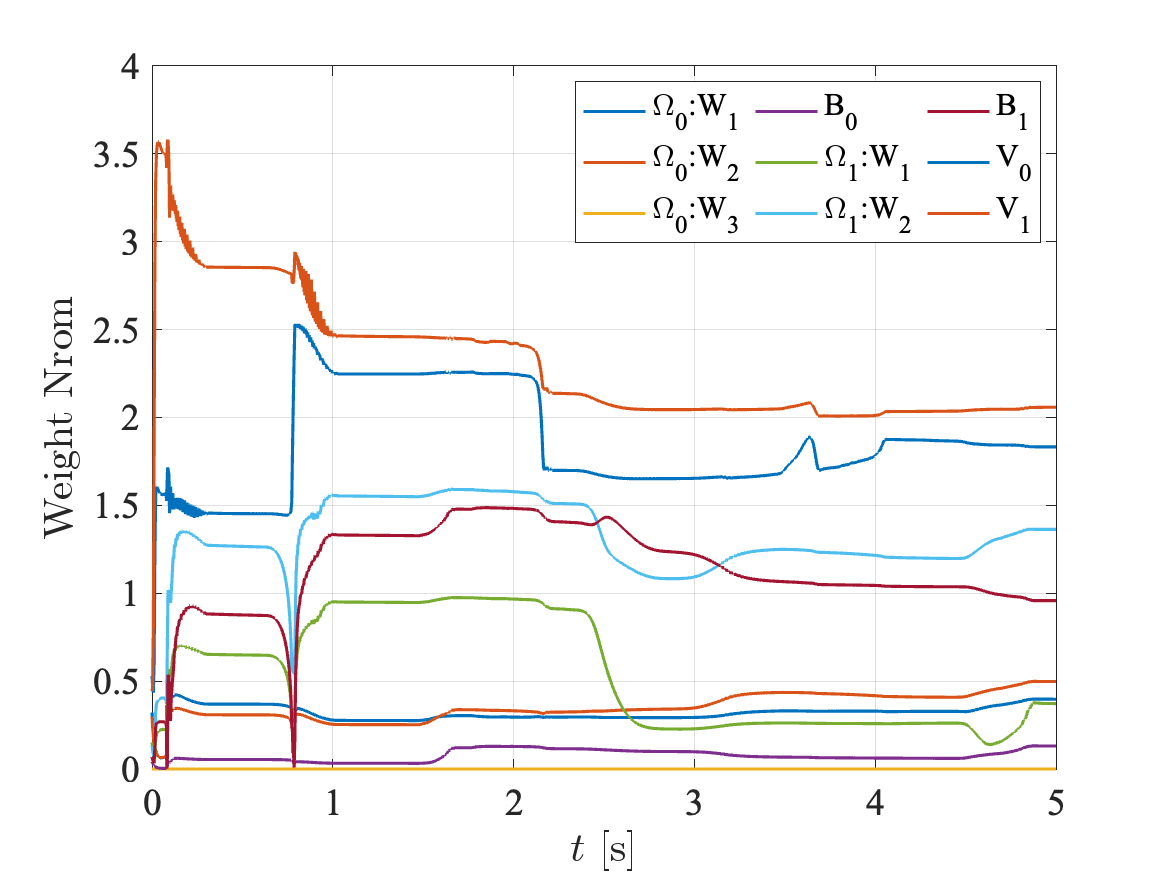 4
3.5
3
2.5
2
1.5
1
0.5
0
Weight Nrom
Ω₀:W₁ B₀ B₁
Ω₀:W₂ Ω₁:W₁ V₀
Ω₀:W₃ Ω₁:W₂ V₁
0 1 2 3 4 5
t [s]